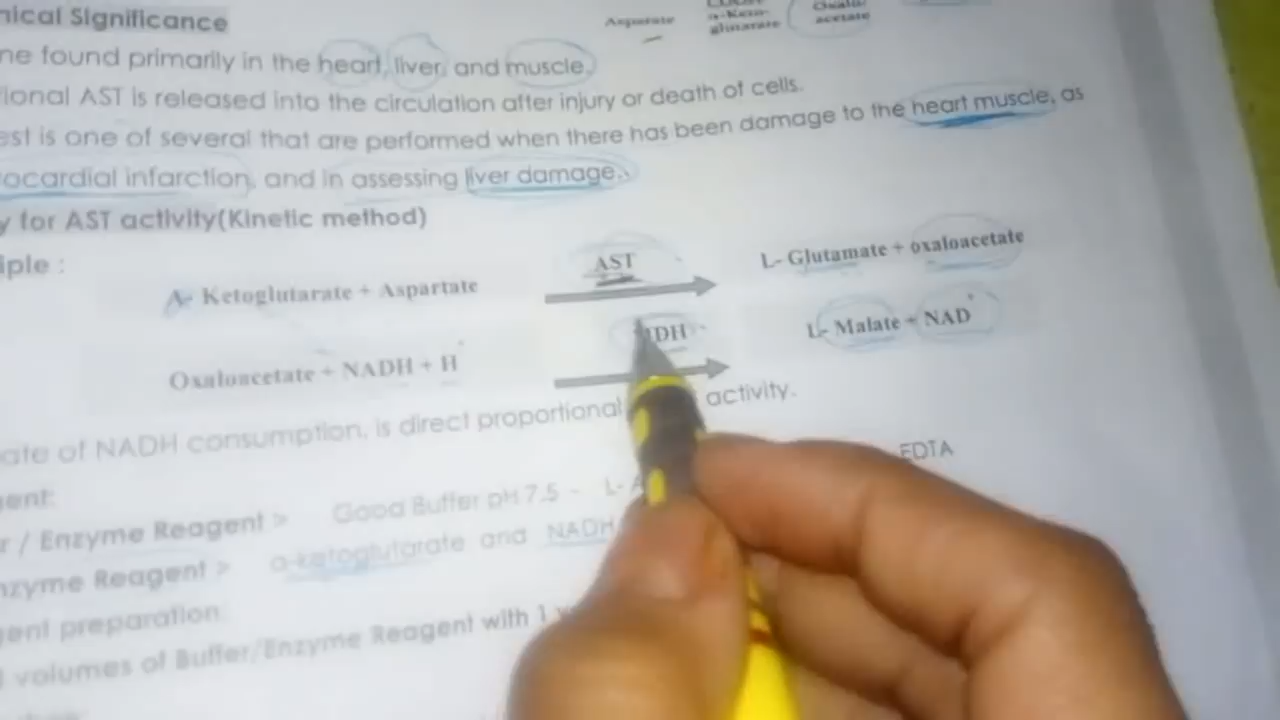 nical Significance
Aspartate α-Keto- glutarate Oxalo- acetate
ne found primarily in the heart, liver, and muscle.
ional AST is released into the circulation after injury or death of cells.
est is one of several that are performed when there has been damage to the heart muscle, as
ocardial infarction, and in assessing liver damage.
y for AST activity(Kinetic method)
iple :
A- Ketoglutarate + Aspartate AST L- Glutamate + oxaloacetate
Oxaloacetate + NADH + H+ DH L- Malate + NAD+
ate of NADH consumption, is direct proportional activity.
ent:
r / Enzyme Reagent > Good Buffer pH 7.5 - L- A EDTA
nzyme Reagent > α-ketoglutarate and NADH
ent preparation:
l volumes of Buffer/Enzyme Reagent with 1